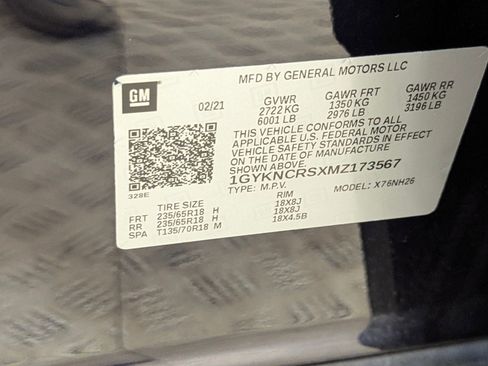 MFD BY GENERAL MOTORS LLC
GM
02/21
GVWR GAWR FRT GAWR RR
2722 KG 1350 KG 1450 KG
6001 LB 2976 LB 3196 LB
THIS VEHICLE CONFORMS TO ALL
APPLICABLE U.S. FEDERAL MOTOR
VEHICLE SAFETY STANDARDS IN EFFECT
ON THE DATE OF MANUFACTURE
SHOWN ABOVE.
1GYKNCRSXMZ173567
TYPE: M.P.V. MODEL: X76NH26
328E
TIRE SIZE RIM
FRT 235/65R18 H 18X8J
RR 235/65R18 H 18X8J
SPA T135/70R18 M 18X4.5B